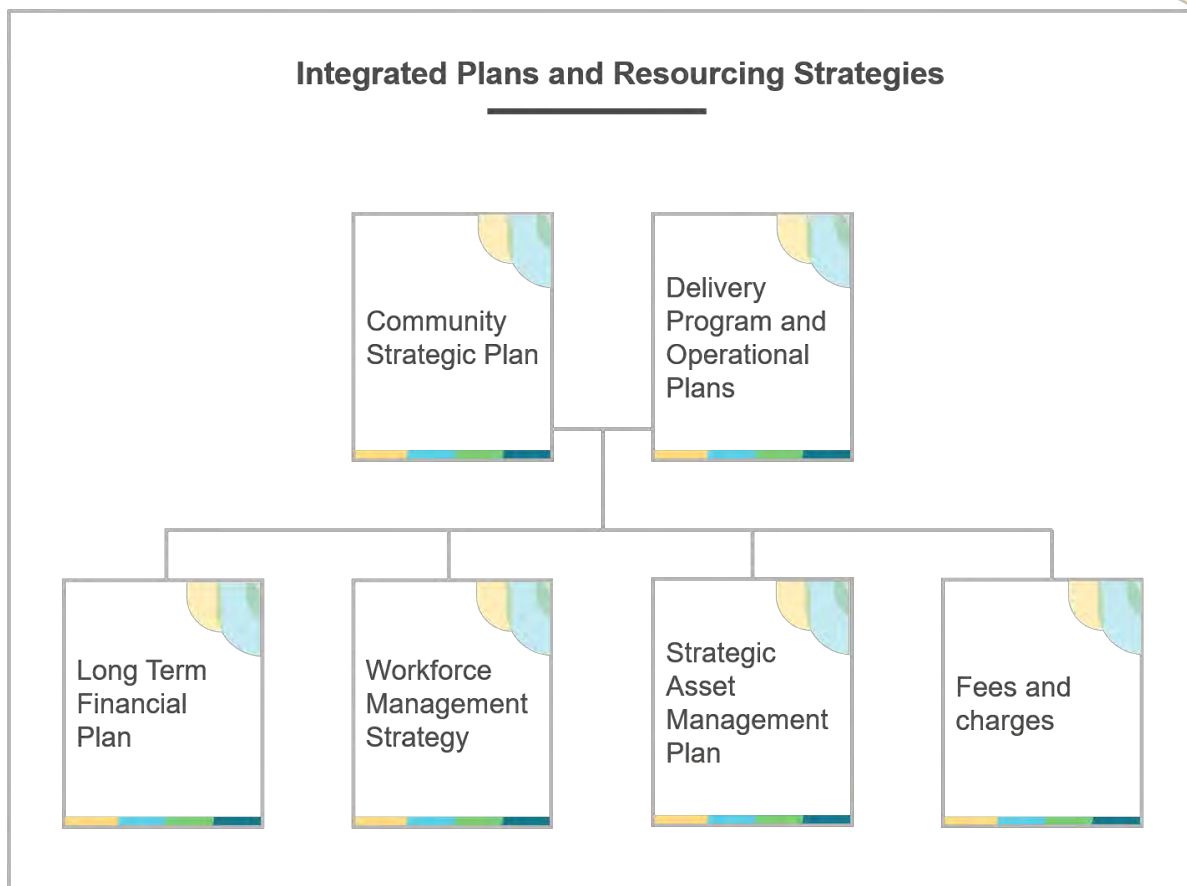 Integrated Plans and Resourcing Strategies
Community
Strategic Plan
Delivery
Program and
Operational
Plans
Long Term
Financial
Plan
Workforce
Management
Strategy
Strategic
Asset
Management
Plan
Fees and
charges